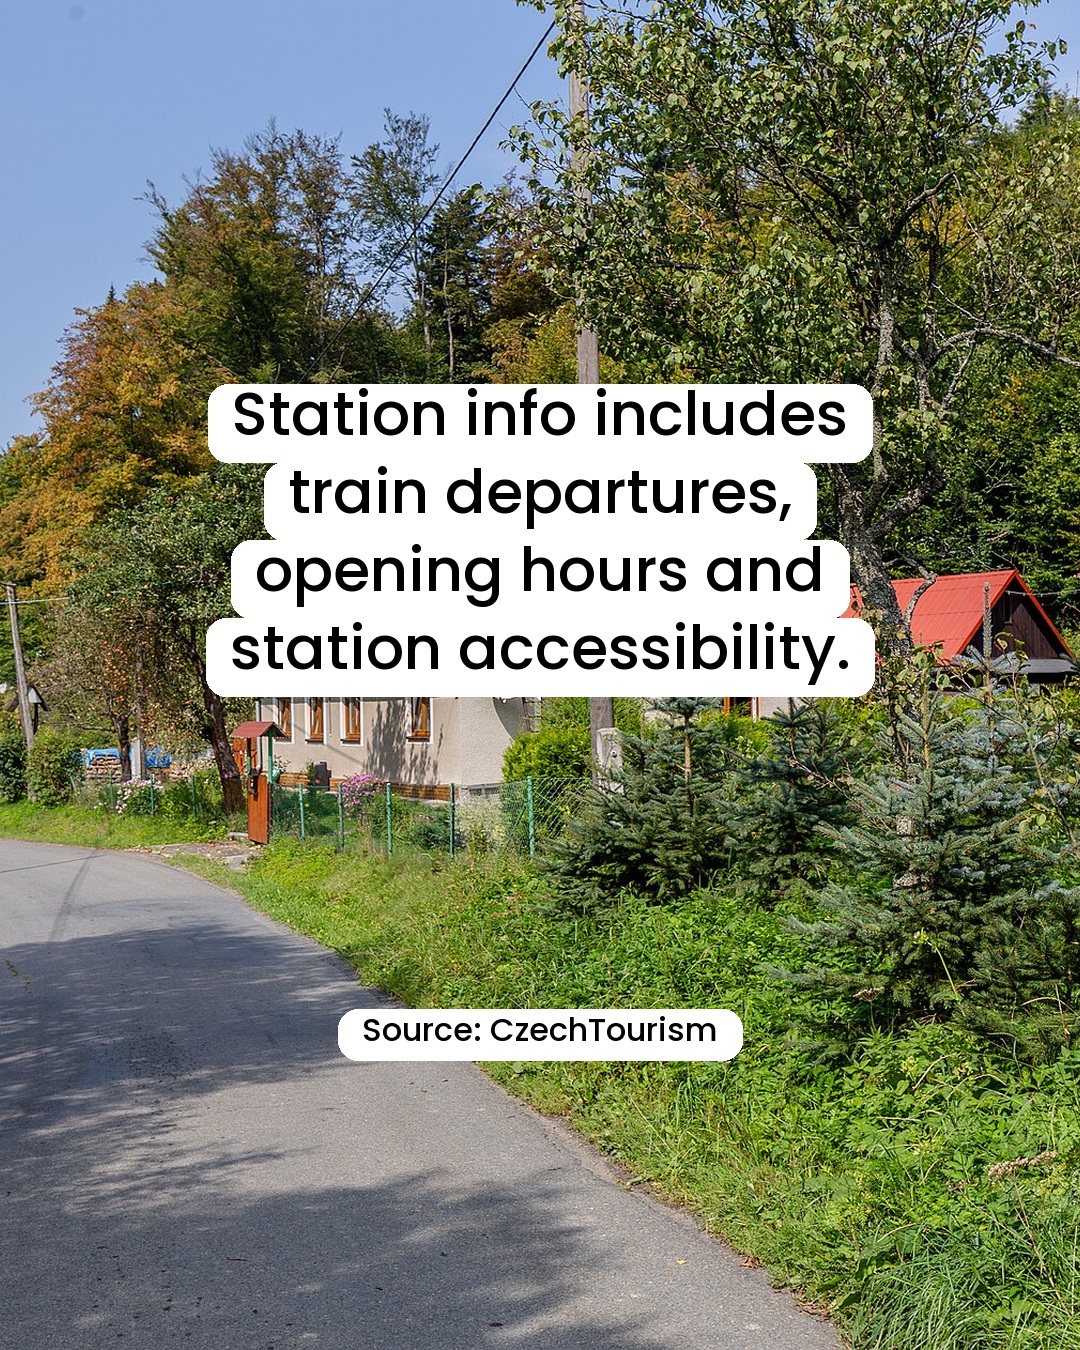 Station info includes
train departures,
opening hours and
station accessibility.
Source: CzechTourism